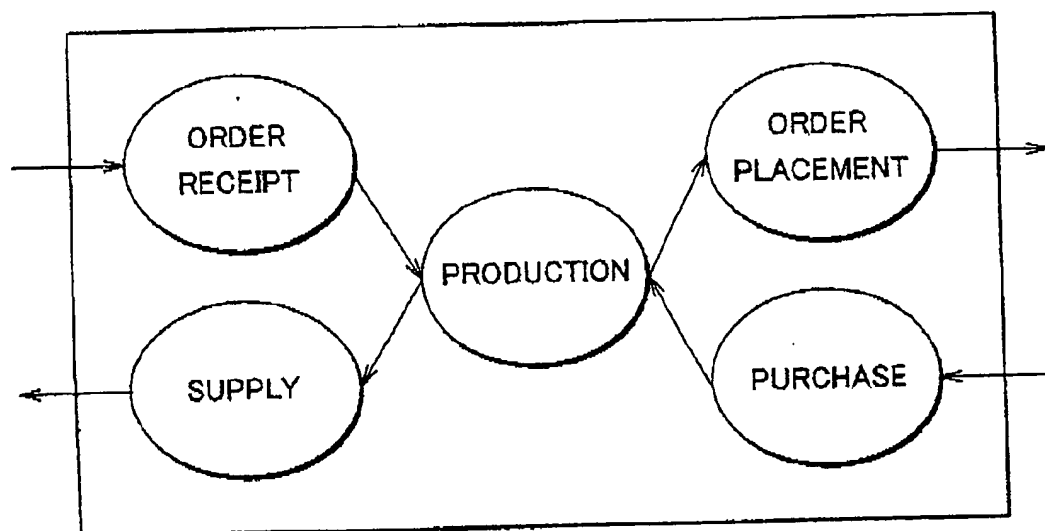 ORDER
RECEIPT
ORDER
PLACEMENT
PRODUCTION
SUPPLY
PURCHASE